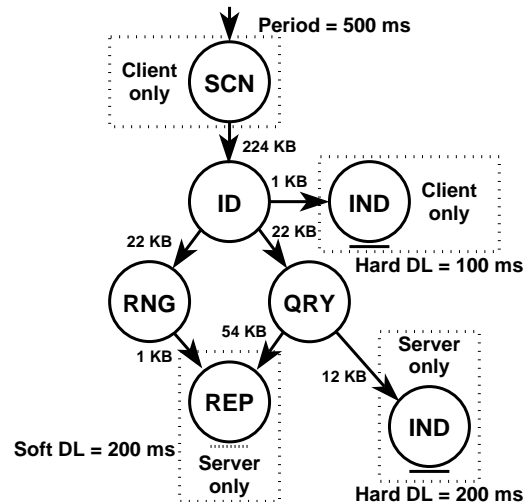 Period = 500 ms
Client
only
SCN
224 KB
1 KB
ID
IND
Client
only
22 KB
22 KB
Hard DL = 100 ms
RNG
QRY
1 KB
54 KB
Server
only
12 KB
REP
IND
Soft DL = 200 ms
Server
only
Hard DL = 200 ms